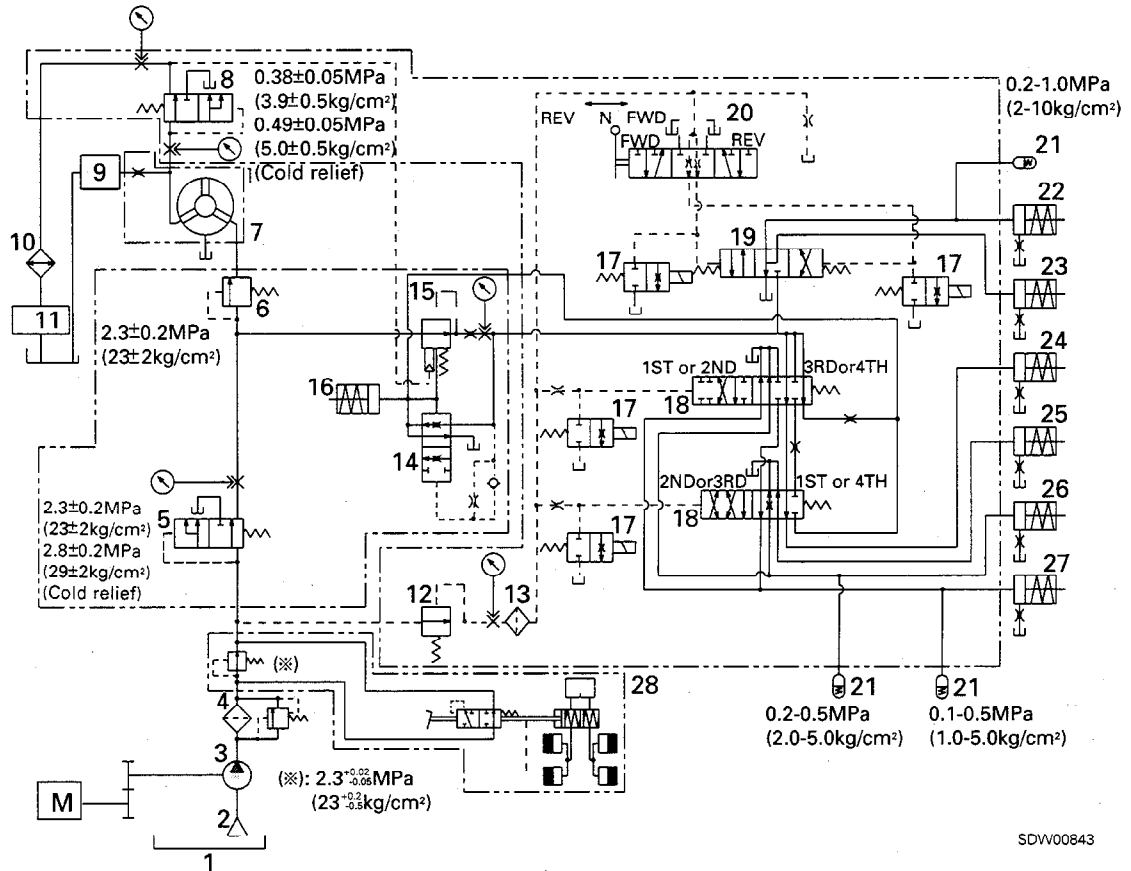 8
0.38±0.05MPa
(3.9±0.5kg/cm²)
0.49±0.05MPa
(5.0±0.5kg/cm²)
(Cold relief)
9
7
10
11
6
2.3±0.2MPa
(23±2kg/cm²)
15
16
14
2.3±0.2MPa
(23±2kg/cm²)
2.8±0.2MPa
(29±2kg/cm²)
(Cold relief)
5
12
13
REV N FWD
20
FWD REV
0.2-1.0MPa
(2-10kg/cm²)
21
22
17
19
17
23
24
1ST or 2ND
3RDor4TH
18
17
25
2NDor3RD
1ST or 4TH
18
26
17
27
(※)
4
3
M
2
1
(※): 2.3+0.02-0.05MPa
(23+0.2-0.5kg/cm²)
28
21
0.2-0.5MPa
(2.0-5.0kg/cm²)
21
0.1-0.5MPa
(1.0-5.0kg/cm²)
SDW00843